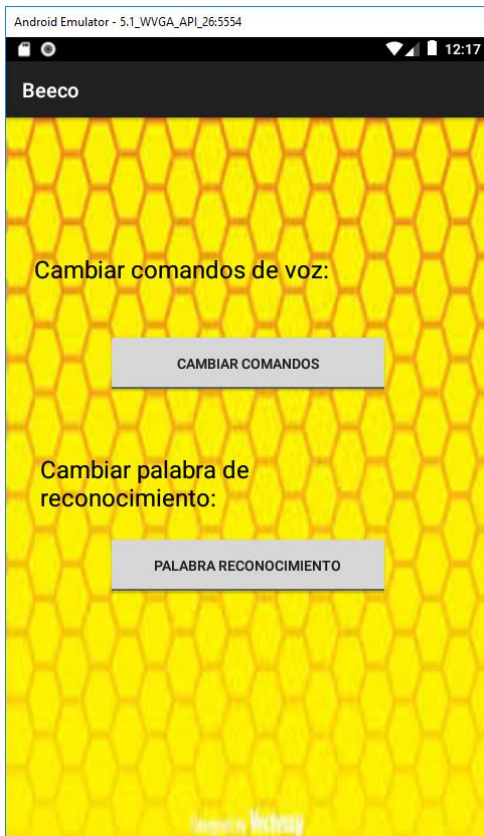 Android Emulator - 5.1_WVGA_API_26:5554
12:17
Beeco
Cambiar comandos de voz:
CAMBIAR COMANDOS
Cambiar palabra de
reconocimiento:
PALABRA RECONOCIMIENTO